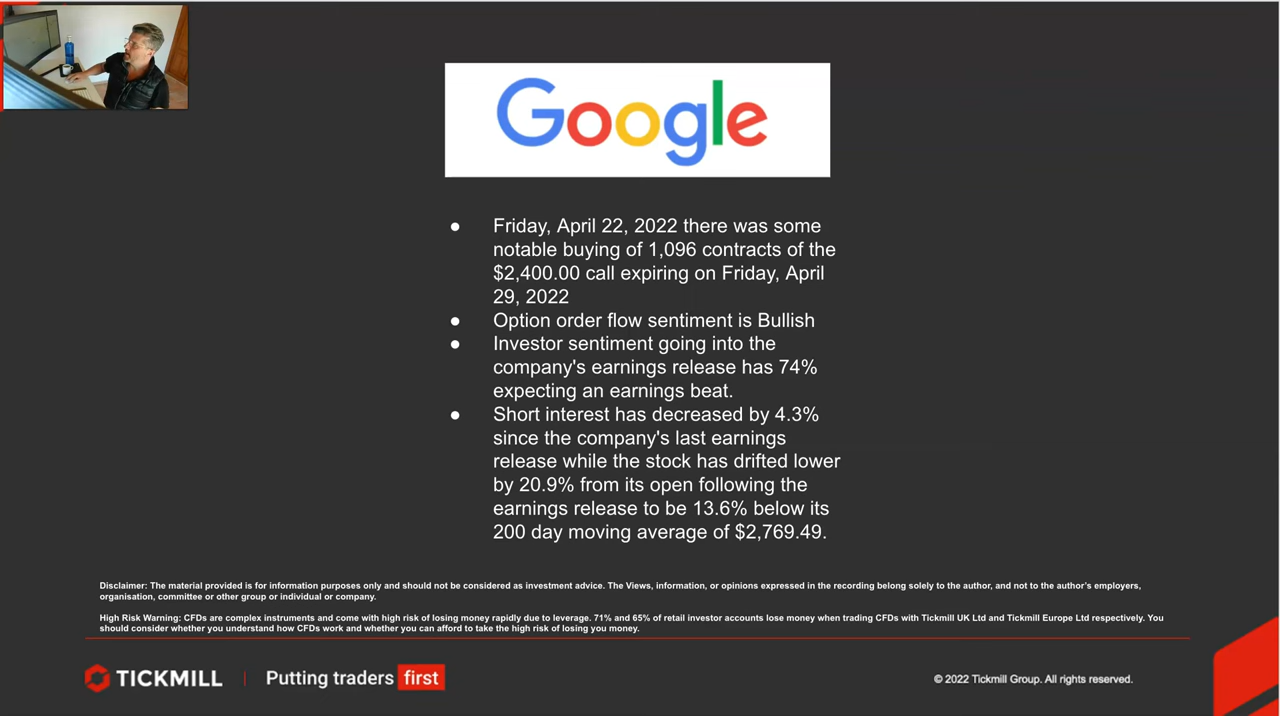 Google
● Friday, April 22, 2022 there was some
notable buying of 1,096 contracts of the
$2,400.00 call expiring on Friday, April
29, 2022
● Option order flow sentiment is Bullish
● Investor sentiment going into the
company's earnings release has 74%
expecting an earnings beat.
● Short interest has decreased by 4.3%
since the company's last earnings
release while the stock has drifted lower
by 20.9% from its open following the
earnings release to be 13.6% below its
200 day moving average of $2,769.49.
Disclaimer: The material provided is for information purposes only and should not be considered as investment advice. The Views, information, or opinions expressed in the recording belong solely to the author, and not to the author's employers,
organisation, committee or other group or individual or company.
High Risk Warning: CFDs are complex instruments and come with high risk of losing money rapidly due to leverage. 71% and 65% of retail investor accounts lose money when trading CFDs with Tickmill UK Ltd and Tickmill Europe Ltd respectively. You
should consider whether you understand how CFDs work and whether you can afford to take the high risk of losing you money.
TICKMILL | Putting traders first
© 2022 Tickmill Group. All rights reserved.